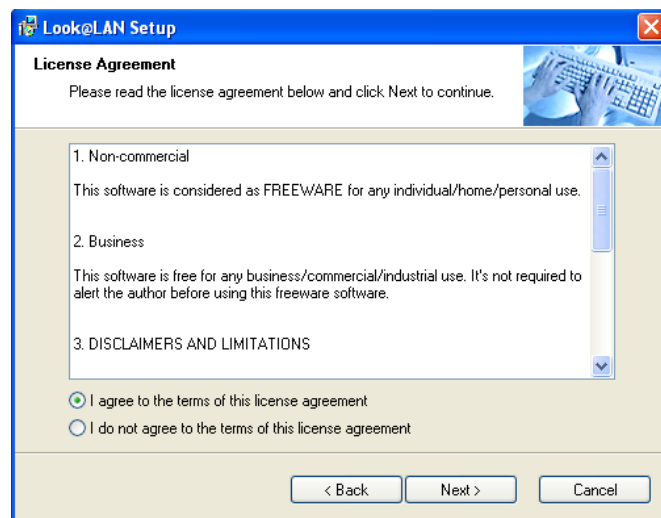 Look@LAN Setup
License Agreement
Please read the license agreement below and click Next to continue.
1. Non-commercial
This software is considered as FREEWARE for any individual/home/personal use.
2. Business
This software is free for any business/commercial/industrial use. It's not required to
alert the author before using this freeware software.
3. DISCLAIMERS AND LIMITATIONS
I agree to the terms of this license agreement
I do not agree to the terms of this license agreement
< Back
Next >
Cancel